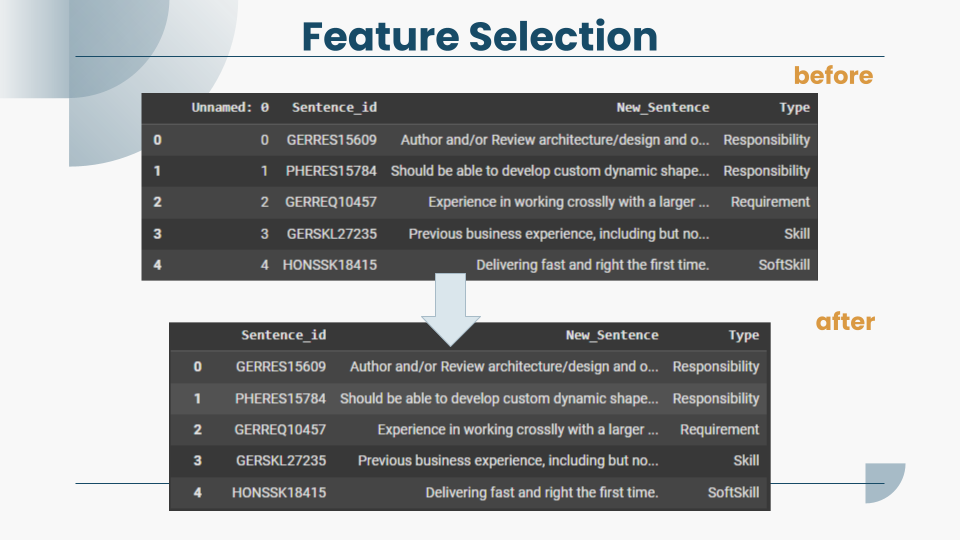 Feature Selection
before
Unnamed: 0 Sentence_id New_Sentence Type
0 0 GERRES15609 Author and/or Review architecture/design and o... Responsibility
1 1 PHERES15784 Should be able to develop custom dynamic shape... Responsibility
2 2 GERREQ10457 Experience in working crosslly with a larger ... Requirement
3 3 GERSKL27235 Previous business experience, including but no... Skill
4 4 HONSSK18415 Delivering fast and right the first time. SoftSkill
after
Sentence_id New_Sentence Type
0 GERRES15609 Author and/or Review architecture/design and o... Responsibility
1 PHERES15784 Should be able to develop custom dynamic shape... Responsibility
2 GERREQ10457 Experience in working crosslly with a larger ... Requirement
3 GERSKL27235 Previous business experience, including but no... Skill
4 HONSSK18415 Delivering fast and right the first time. SoftSkill